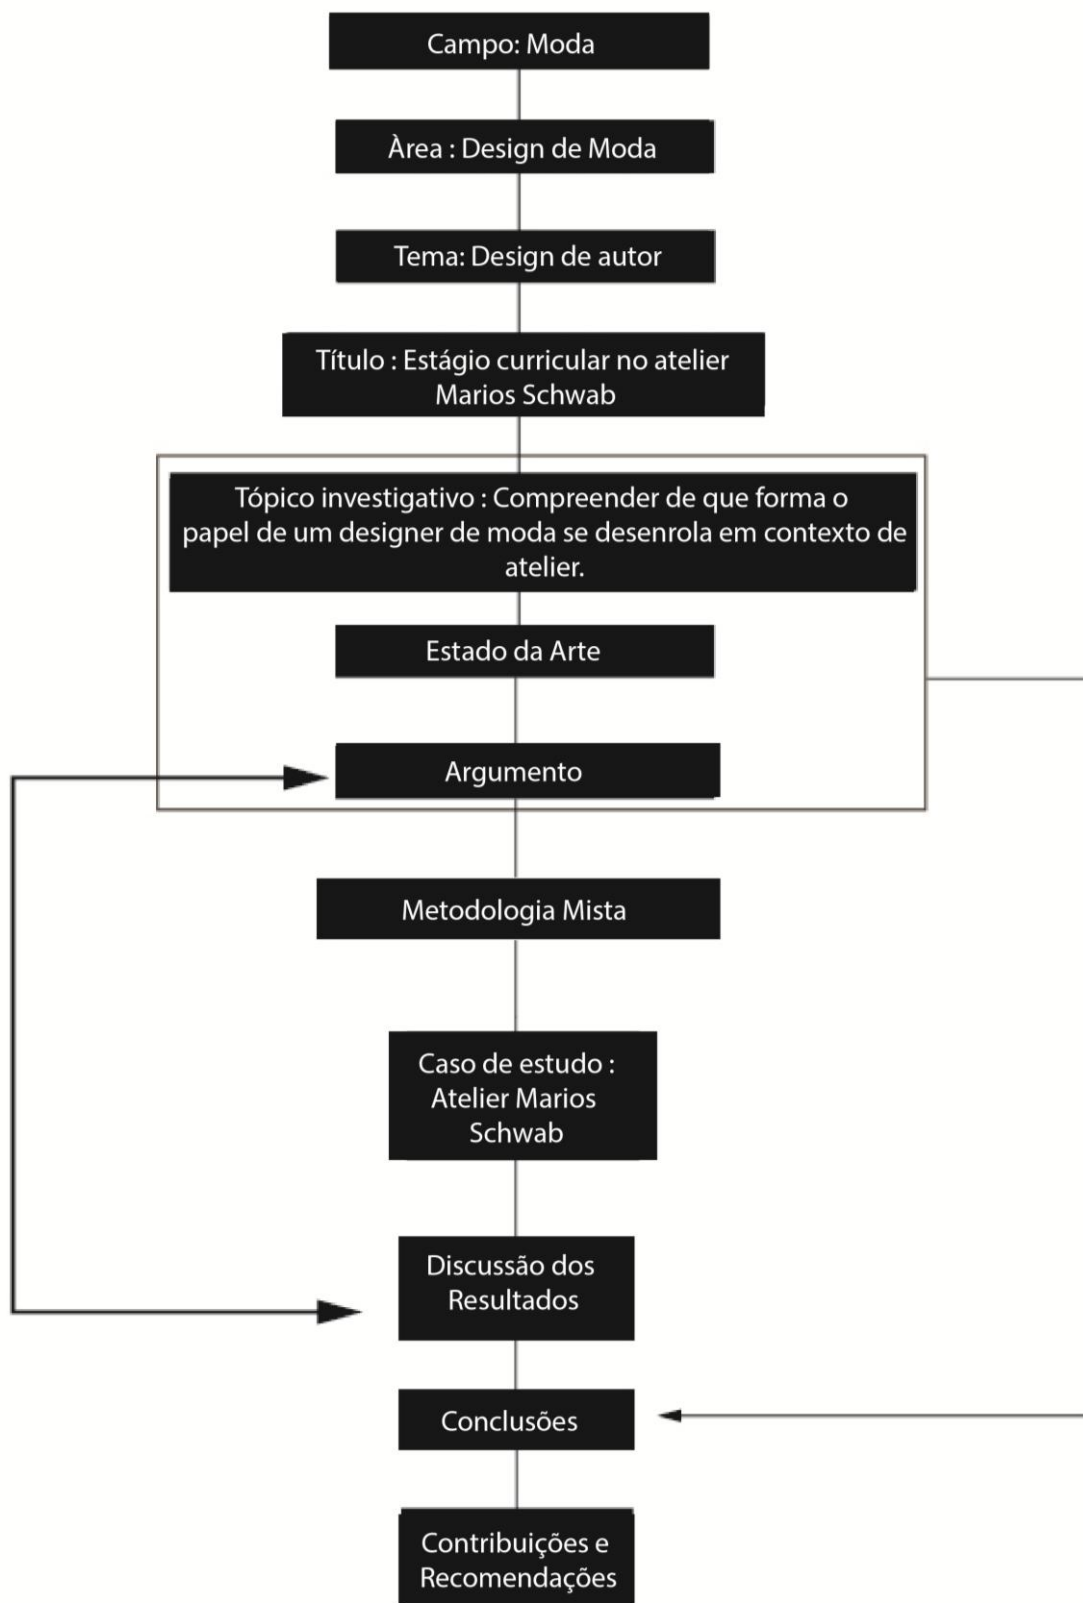 Campo: Moda
Àrea : Design de Moda
Tema: Design de autor
Título : Estágio curricular no atelier
Marios Schwab
Tópico investigativo : Compreender de que forma o
papel de um designer de moda se desenrola em contexto de
atelier.
Estado da Arte
Argumento
Metodologia Mista
Caso de estudo :
Atelier Marios
Schwab
Discussão dos
Resultados
Conclusões
Contribuições e
Recomendações